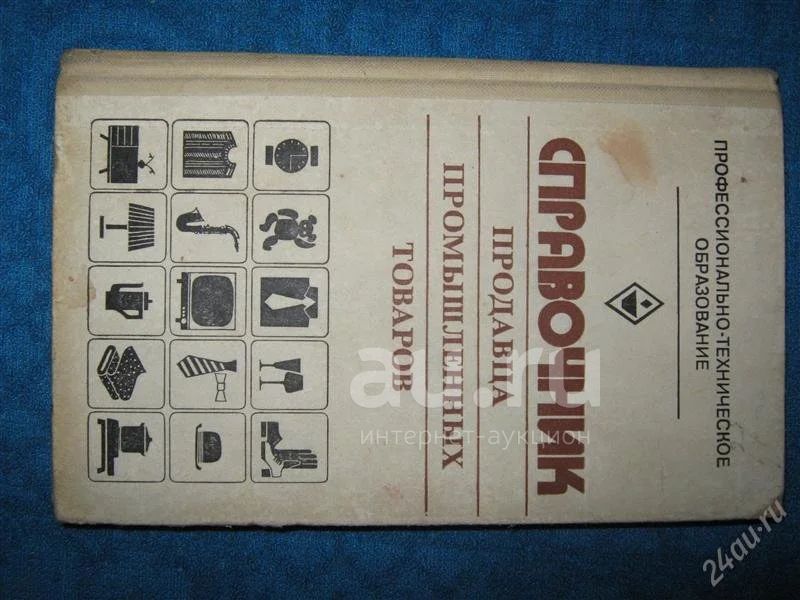 ПРОФЕССИОНАЛЬНО-ТЕХНИЧЕСКОЕ
ОБРАЗОВАНИЕ
СПРАВОЧНИК
ПРОДАВЦА
ПРОМЫШЛЕННЫХ
ТОВАРОВ
au.ru
интернет-аукцион
24au.ru